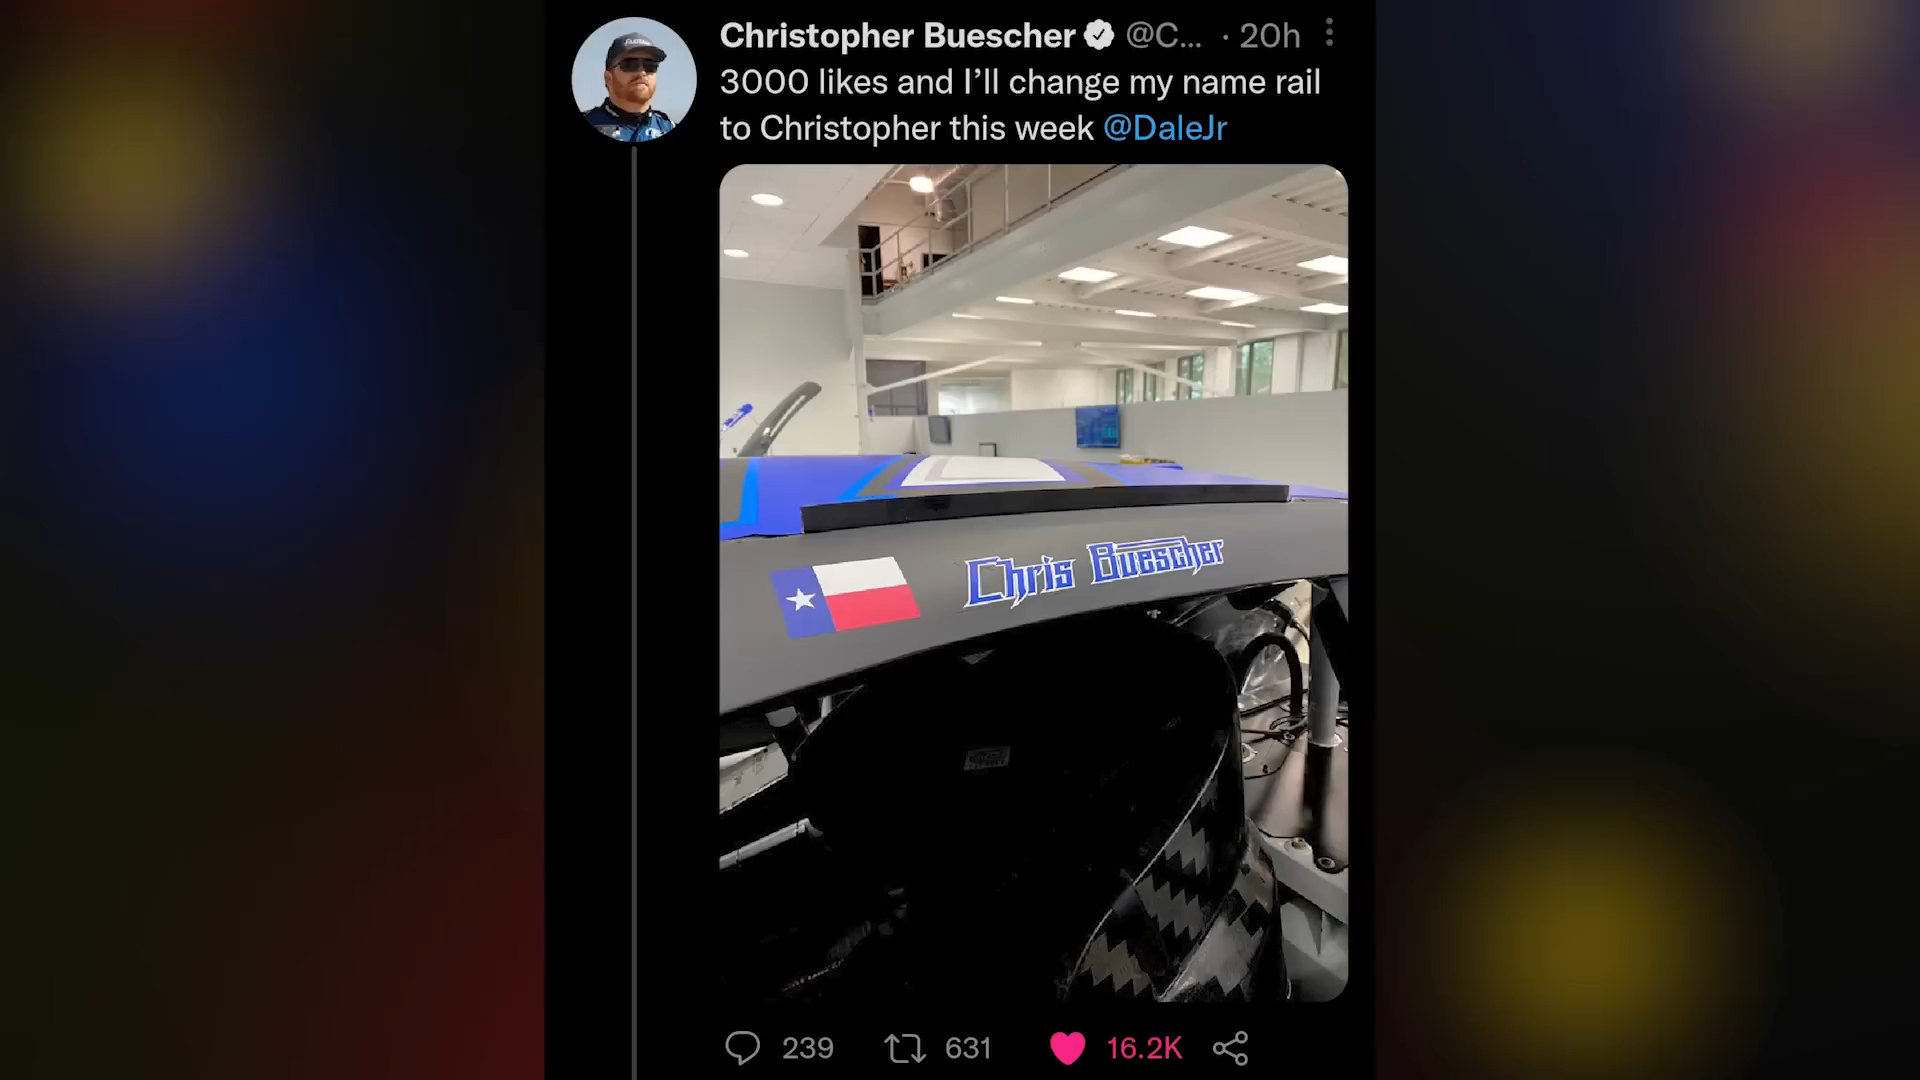 Christopher Buescher @C... · 20h
3000 likes and I'll change my name rail
to Christopher this week @DaleJr
Chris Buescher
239 631 16.2K